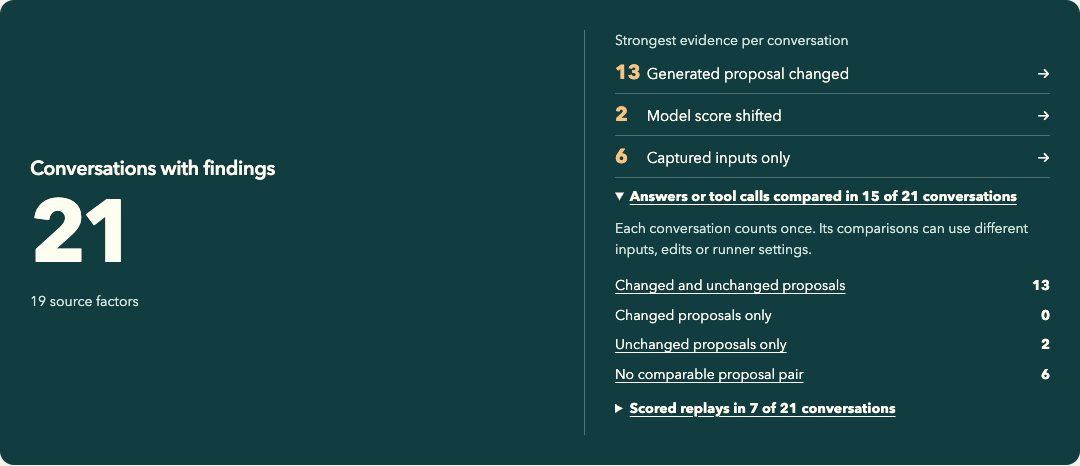 Conversations with findings
21
19 source factors
Strongest evidence per conversation
13 Generated proposal changed →
2 Model score shifted →
6 Captured inputs only →
▼ Answers or tool calls compared in 15 of 21 conversations
Each conversation counts once. Its comparisons can use different
inputs, edits or runner settings.
Changed and unchanged proposals 13
Changed proposals only 0
Unchanged proposals only 2
No comparable proposal pair 6
▶ Scored replays in 7 of 21 conversations